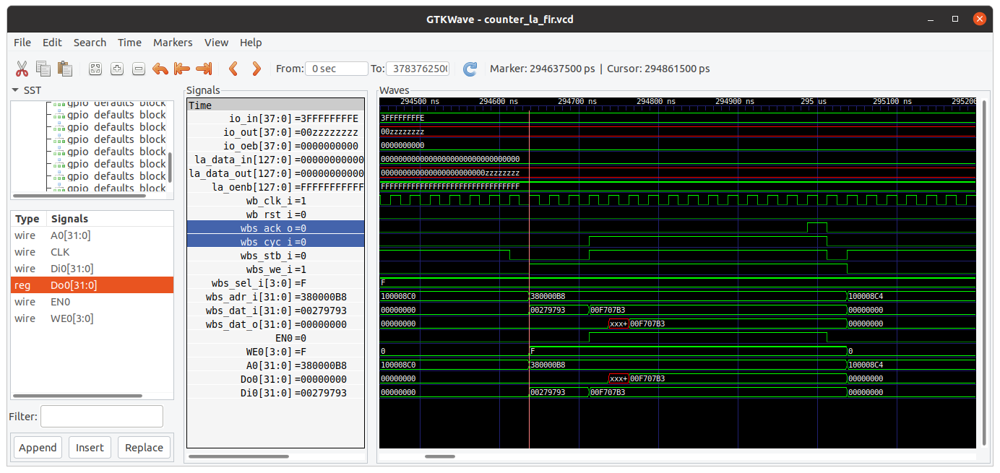 GTKWave - counter_la_fir.vcd
File Edit Search Time Markers View Help
From: 0 sec To: 3783762500 Marker: 294637500 ps | Cursor: 294861500 ps
SST
gpio defaults block
gpio defaults block
gpio defaults block
gpio defaults block
gpio defaults block
gpio defaults block
gpio defaults block
gpio defaults block
Type Signals
wire A0[31:0]
wire CLK
wire Di0[31:0]
reg Do0[31:0]
wire EN0
wire WE0[3:0]
Filter:
Append Insert Replace
Signals
Time
io_in[37:0]=3FFFFFFFFE
io_out[37:0]=00zzzzzzzz
io_oeb[37:0]=0000000000
la_data_in[127:0]=00000000000
la_data_out[127:0]=00000000000
la_oenb[127:0]=FFFFFFFFFFF
wb_clk_i=1
wb_rst_i=0
wbs_ack_o=0
wbs_cyc_i=0
wbs_stb_i=0
wbs_we_i=1
wbs_sel_i[3:0]=F
wbs_adr_i[31:0]=380000B8
wbs_dat_i[31:0]=00279793
wbs_dat_o[31:0]=00000000
EN0=0
WE0[3:0]=F
A0[31:0]=380000B8
Do0[31:0]=00000000
Di0[31:0]=00279793
Waves
294500 ns 294600 ns 294700 ns 294800 ns 294900 ns 295 us 295100 ns 295200
3FFFFFFFFE
00zzzzzzzz
0000000000
00000000000000000000000000000000
000000000000000000000000zzzzzzzz
FFFFFFFFFFFFFFFFFFFFFFFFFFFFFFFF
F
100008C0 380000B8 100008C4
00000000 00279793 00F707B3 00000000
00000000 xxx+ 00F707B3 00000000
0 F 0
100008C0 380000B8 100008C4
00000000 xxx+ 00F707B3 00000000
00000000 00279793 00F707B3 00000000